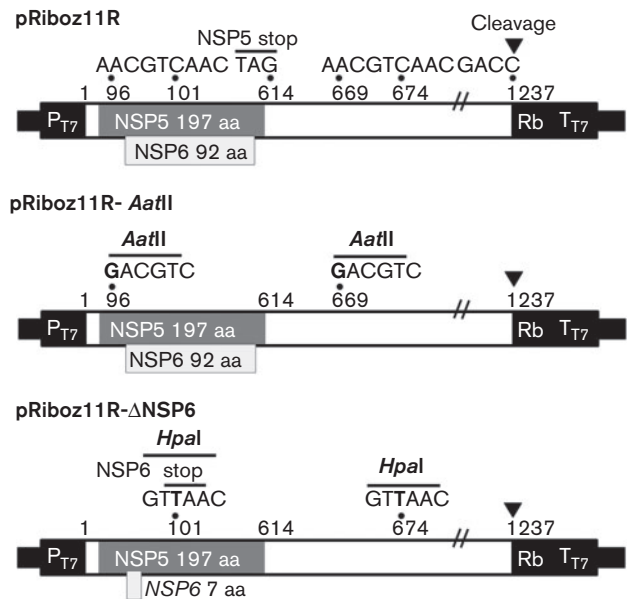 pRiboz11R
Cleavage
NSP5 stop
AACGTCAAC TAG AACGTCAACGACC
1 96 101 614 669 674 1237
PT7 NSP5 197 aa Rb TT7
NSP6 92 aa
pRiboz11R- AatII
AatII AatII
GACGTC GACGTC
1 96 614 669 1237
PT7 NSP5 197 aa Rb TT7
NSP6 92 aa
pRiboz11R-ΔNSP6
HpaI
NSP6 stop HpaI
GTTAAC GTTAAC
1 101 614 674 1237
PT7 NSP5 197 aa Rb TT7
NSP6 7 aa